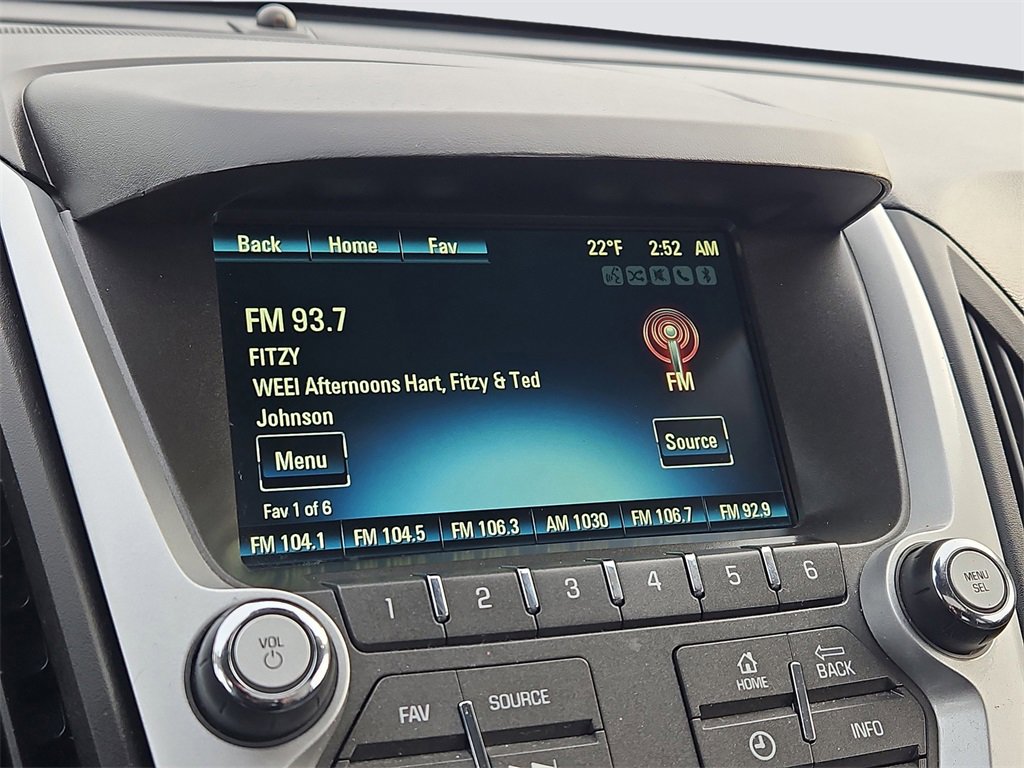 Back Home Fav 22°F 2:52 AM
FM 93.7
FITZY
WEEI Afternoons Hart, Fitzy & Ted
Johnson
FM
Menu Source
Fav 1 of 6
FM 104.1 FM 104.5 FM 106.3 AM 1030 FM 106.7 FM 92.9
1 2 3 4 5 6
MENU
SEL
VOL
HOME BACK
FAV SOURCE
INFO